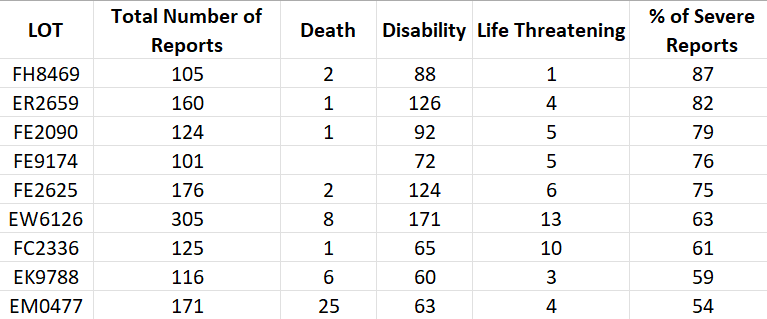 LOT Total Number of Reports Death Disability Life Threatening % of Severe Reports
FH8469 105 2 88 1 87
ER2659 160 1 126 4 82
FE2090 124 1 92 5 79
FE9174 101 72 5 76
FE2625 176 2 124 6 75
EW6126 305 8 171 13 63
FC2336 125 1 65 10 61
EK9788 116 6 60 3 59
EM0477 171 25 63 4 54